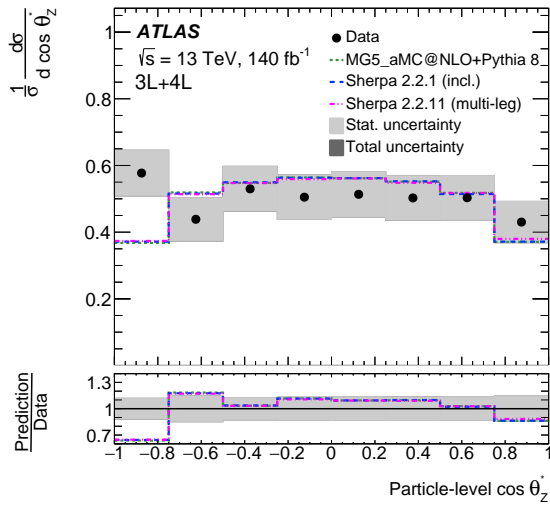 1/σ dσ/d cos θ*Z
ATLAS
√s = 13 TeV, 140 fb-1
3L+4L
Data
MG5_aMC@NLO+Pythia 8
Sherpa 2.2.1 (incl.)
Sherpa 2.2.11 (multi-leg)
Stat. uncertainty
Total uncertainty
1
0.8
0.6
0.4
0.2
Prediction
Data
1.3
1
0.7
−1 −0.8 −0.6 −0.4 −0.2 0 0.2 0.4 0.6 0.8 1
Particle-level cos θ*Z